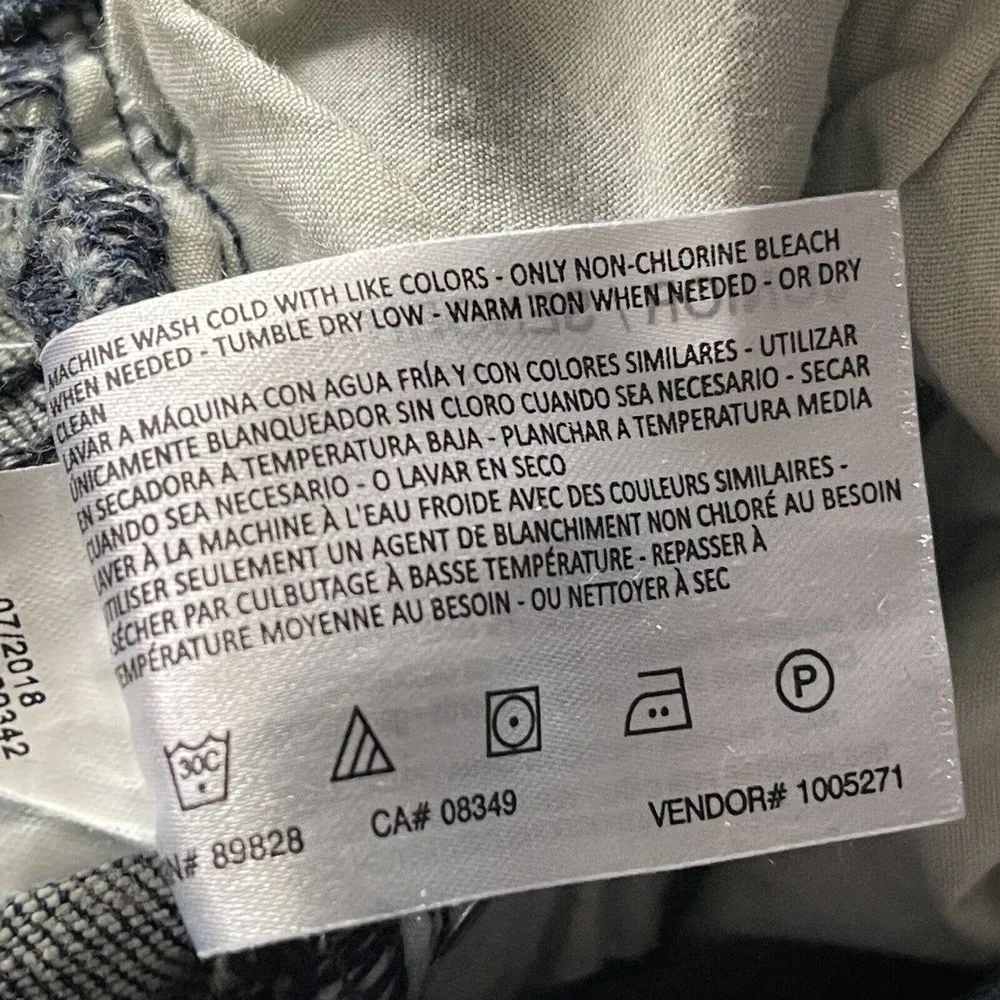 MACHINE WASH COLD WITH LIKE COLORS - ONLY NON-CHLORINE BLEACH
WHEN NEEDED - TUMBLE DRY LOW - WARM IRON WHEN NEEDED - OR DRY
CLEAN
LAVAR A MÁQUINA CON AGUA FRÍA Y CON COLORES SIMILARES - UTILIZAR
ÚNICAMENTE BLANQUEADOR SIN CLORO CUANDO SEA NECESARIO - SECAR
EN SECADORA A TEMPERATURA BAJA - PLANCHAR A TEMPERATURA MEDIA
CUANDO SEA NECESARIO - O LAVAR EN SECO
LAVER À LA MACHINE À L'EAU FROIDE AVEC DES COULEURS SIMILAIRES -
UTILISER SEULEMENT UN AGENT DE BLANCHIMENT NON CHLORÉ AU BESOIN
SÉCHER PAR CULBUTAGE À BASSE TEMPÉRATURE - REPASSER À
TEMPÉRATURE MOYENNE AU BESOIN - OU NETTOYER À SEC
30C
P
N# 89828 CA# 08349 VENDOR# 1005271
07/2018